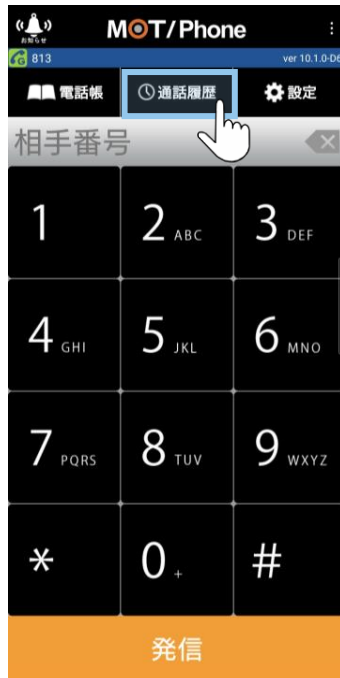 お知らせ
MOT/Phone
813
ver 10.1.0-D6
電話帳
通話履歴
設定
相手番号
1
2 ABC
3 DEF
4 GHI
5 JKL
6 MNO
7 PQRS
8 TUV
9 WXYZ
*
0 +
#
発信